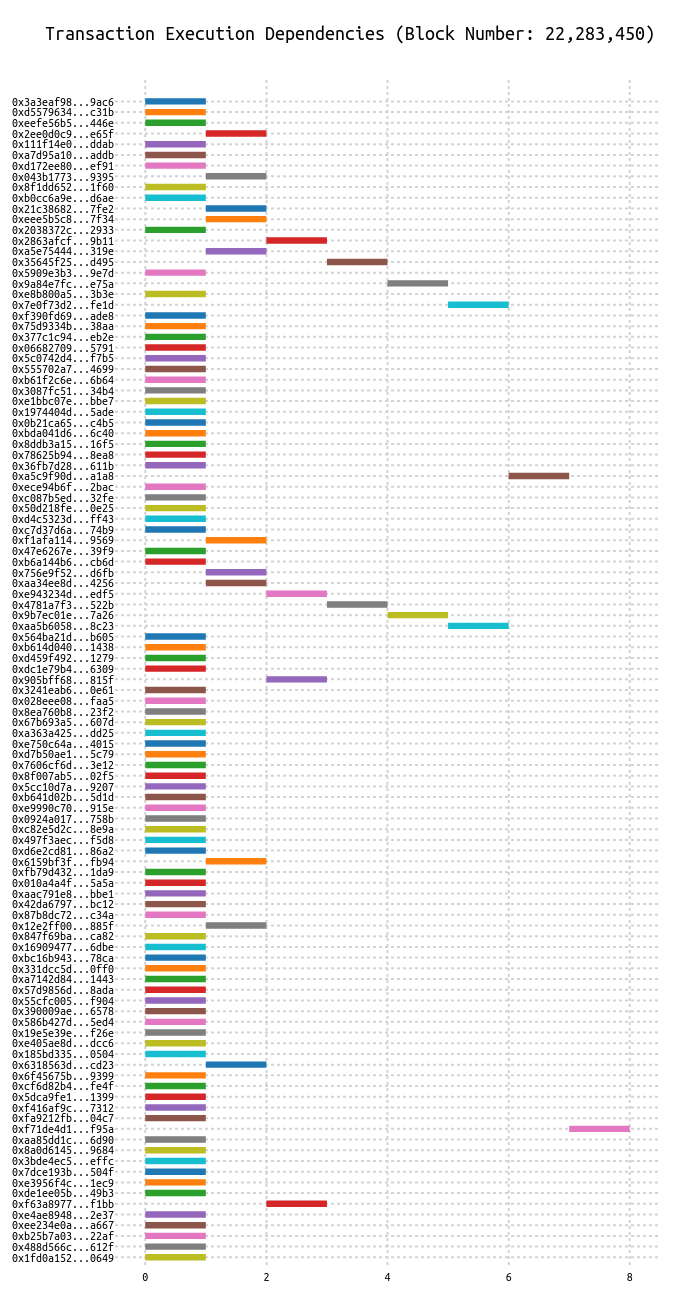 Transaction Execution Dependencies (Block Number: 22,283,450)
0x3a3eaf98...9ac6
0xd5579634...c31b
0xeefe56b5...446e
0x2ee0d0c9...e65f
0x111f14e0...ddab
0xa7d95a10...addb
0xd172ee80...ef91
0x043b1773...9395
0x8f1dd652...1f60
0xb0cc6a9e...d6ae
0x21c38682...7fe2
0xeee5b5c8...7f34
0x2038372c...2933
0x2863afcf...9b11
0xa5e75444...319e
0x35645f25...d495
0x5909e3b3...9e7d
0x9a84e7fc...e75a
0xe8b800a5...3b3e
0x7e0f73d2...fe1d
0xf390fd69...ade8
0x75d9334b...38aa
0x377c1c94...eb2e
0x06682709...5791
0x5c0742d4...f7b5
0x555702a7...4699
0xb61f2c6e...6b64
0x3087fc51...34b4
0xe1bbc07e...bbe7
0x1974404d...5ade
0x0b21ca65...c4b5
0xbda041d6...6c40
0x8ddb3a15...16f5
0x78625b94...8ea8
0x36fb7d28...611b
0xa5c9f90d...a1a8
0xece94b6f...2bac
0xc087b5ed...32fe
0x50d218fe...0e25
0xd4c5323d...ff43
0xc7d37d6a...74b9
0xf1afa114...9569
0x47e6267e...39f9
0xb6a144b6...cb6d
0x756e9f52...d6fb
0xaa34ee8d...4256
0xe943234d...edf5
0x4781a7f3...522b
0x9b7ec01e...7a26
0xaa5b6058...8c23
0x564ba21d...b605
0xb614d040...1438
0xd459f492...1279
0xdc1e79b4...6309
0x905bff68...815f
0x3241eab6...0e61
0x028eee08...faa5
0x8ea760b8...23f2
0x67b693a5...607d
0xa363a425...dd25
0xe750c64a...4015
0xd7b50ae1...5c79
0x7606cf6d...3e12
0x8f007ab5...02f5
0x5cc10d7a...9207
0xb641d02b...5d1d
0xe9990c70...915e
0x0924a017...758b
0xc82e5d2c...8e9a
0x497f3aec...f5d8
0xd6e2cd81...86a2
0x6159bf3f...fb94
0xfb79d432...1da9
0x010a4a4f...5a5a
0xaac791e8...bbe1
0x42da6797...bc12
0x87b8dc72...c34a
0x12e2ff00...885f
0x847f69ba...ca82
0x16909477...6dbe
0xbc16b943...78ca
0x331dcc5d...0ff0
0xa7142d84...1443
0x57d9856d...8ada
0x55cfc005...f904
0x390009ae...6578
0x586b427d...5ed4
0x19e5e39e...f26e
0xe405ae8d...dcc6
0x185bd335...0504
0x6318563d...cd23
0x6f45675b...9399
0xcf6d82b4...fe4f
0x5dca9fe1...1399
0xf416af9c...7312
0xfa9212fb...04c7
0xf71de4d1...f95a
0xaa85dd1c...6d90
0x8a0d6145...9684
0x3bde4ec5...effc
0x7dce193b...504f
0xe3956f4c...1ec9
0xde1ee05b...49b3
0xf63a8977...f1bb
0xe4ae8948...2e37
0xee234e0a...a667
0xb25b7a03...22af
0x488d566c...612f
0x1fd0a152...0649
0 2 4 6 8